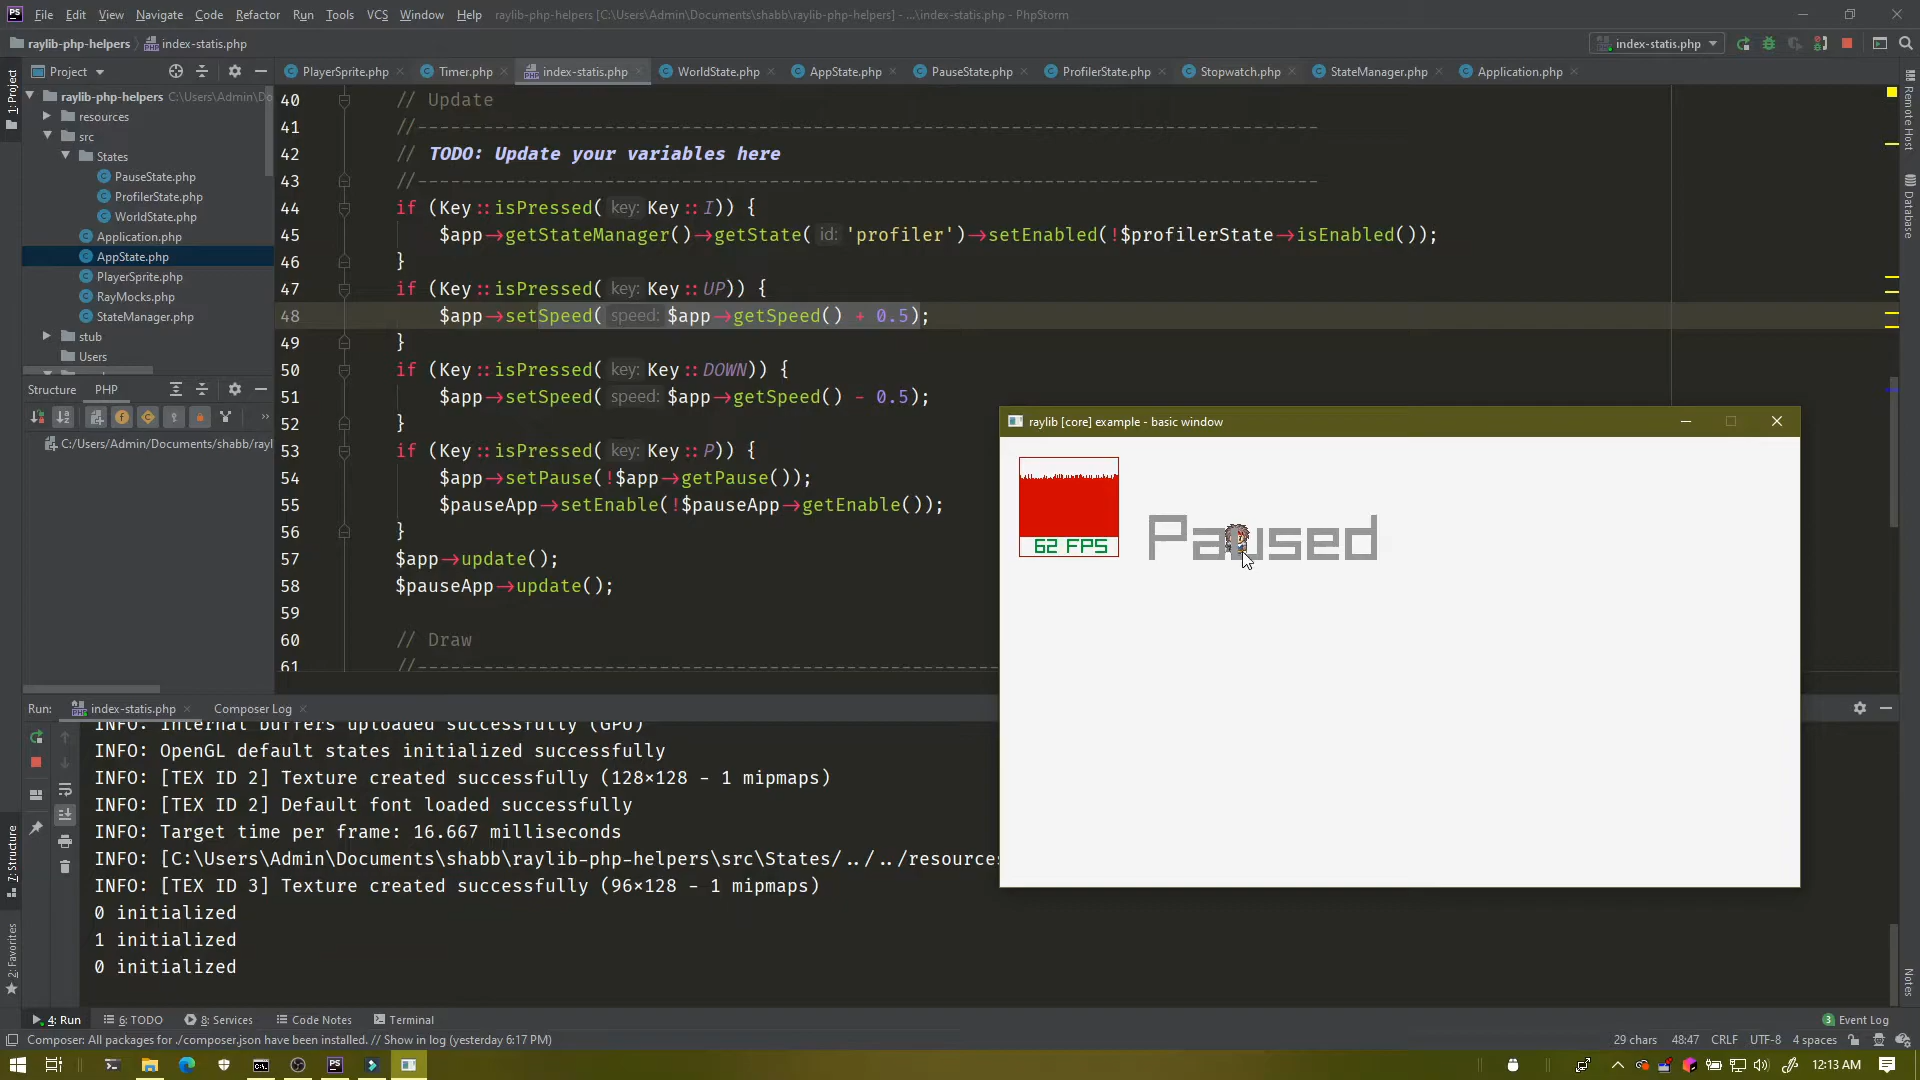 File Edit View Navigate Code Refactor Run Tools VCS Window Help raylib-php-helpers [C:\Users\Admin\Documents\shabb\raylib-php-helpers] - ...\index-statis.php - PhpStorm
raylib-php-helpers index-statis.php
index-statis.php
Project
PlayerSprite.php Timer.php index-statis.php WorldState.php AppState.php PauseState.php ProfilerState.php Stopwatch.php StateManager.php Application.php
raylib-php-helpers C:\Users\Admin\Do
resources
src
States
PauseState.php
ProfilerState.php
WorldState.php
Application.php
AppState.php
PlayerSprite.php
RayMocks.php
StateManager.php
stub
Users
Structure PHP
C:/Users/Admin/Documents/shabb/rayl
1: Project
7: Structure
2: Favorites
Remote Host
Database
Notes
40 // Update
41 //-----------------------------------------------------------------------------------
42 // TODO: Update your variables here
43 //-----------------------------------------------------------------------------------
44 if (Key::isPressed( key: Key::I)) {
45 $app→getStateManager()→getState( id: 'profiler')→setEnabled(!$profilerState→isEnabled());
46 }
47 if (Key::isPressed( key: Key::UP)) {
48 $app→setSpeed( speed: $app→getSpeed() + 0.5);
49 }
50 if (Key::isPressed( key: Key::DOWN)) {
51 $app→setSpeed( speed: $app→getSpeed() - 0.5);
52 }
53 if (Key::isPressed( key: Key::P)) {
54 $app→setPause(!$app→getPause());
55 $pauseApp→setEnable(!$pauseApp→getEnable());
56 }
57 $app→update();
58 $pauseApp→update();
59
60 // Draw
61 //------------------------------------------------------
raylib [core] example - basic window
62 FPS
Paused
Run: index-statis.php Composer Log
INFO: Internal buffers uploaded successfully (GPU)
INFO: OpenGL default states initialized successfully
INFO: [TEX ID 2] Texture created successfully (128×128 - 1 mipmaps)
INFO: [TEX ID 2] Default font loaded successfully
INFO: Target time per frame: 16.667 milliseconds
INFO: [C:\Users\Admin\Documents\shabb\raylib-php-helpers\src\States/../../resources
INFO: [TEX ID 3] Texture created successfully (96×128 - 1 mipmaps)
0 initialized
1 initialized
0 initialized
4: Run 6: TODO 8: Services Code Notes Terminal 3 Event Log
Composer: All packages for ./composer.json have been installed. // Show in log (yesterday 6:17 PM) 29 chars 48:47 CRLF UTF-8 4 spaces
12:13 AM